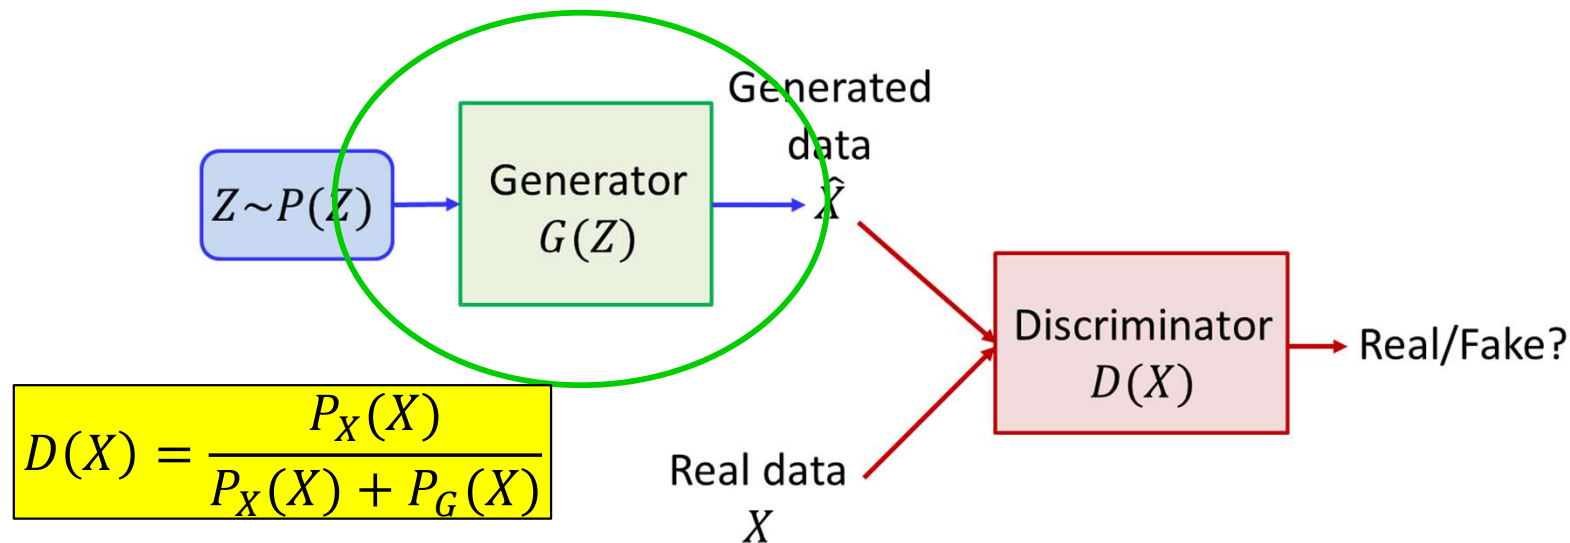 Generated
data
X̂
Z~P(Z)
Generator
G(Z)
Discriminator
D(X)
Real/Fake?
Real data
X
D(X) = P_X(X) / (P_X(X) + P_G(X))